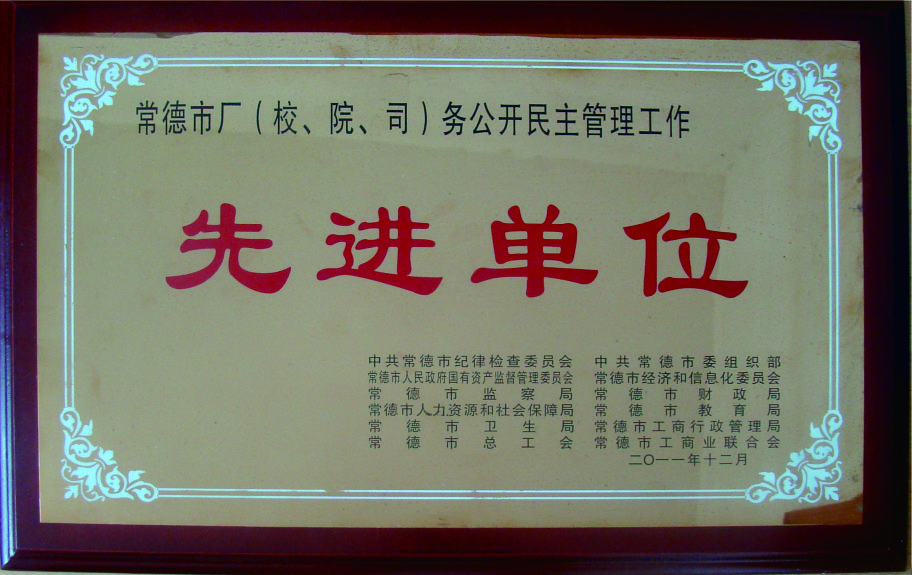 常德市厂（校、院、司）务公开民主管理工作
先进单位
中共常德市纪律检查委员会 中共常德市委组织部
常德市人民政府国有资产监督管理委员会 常德市经济和信息化委员会
常德市监察局 常德市财政局
常德市人力资源和社会保障局 常德市教育局
常德市卫生局 常德市工商行政管理局
常德市总工会 常德市工商业联合会
二〇一一年十二月